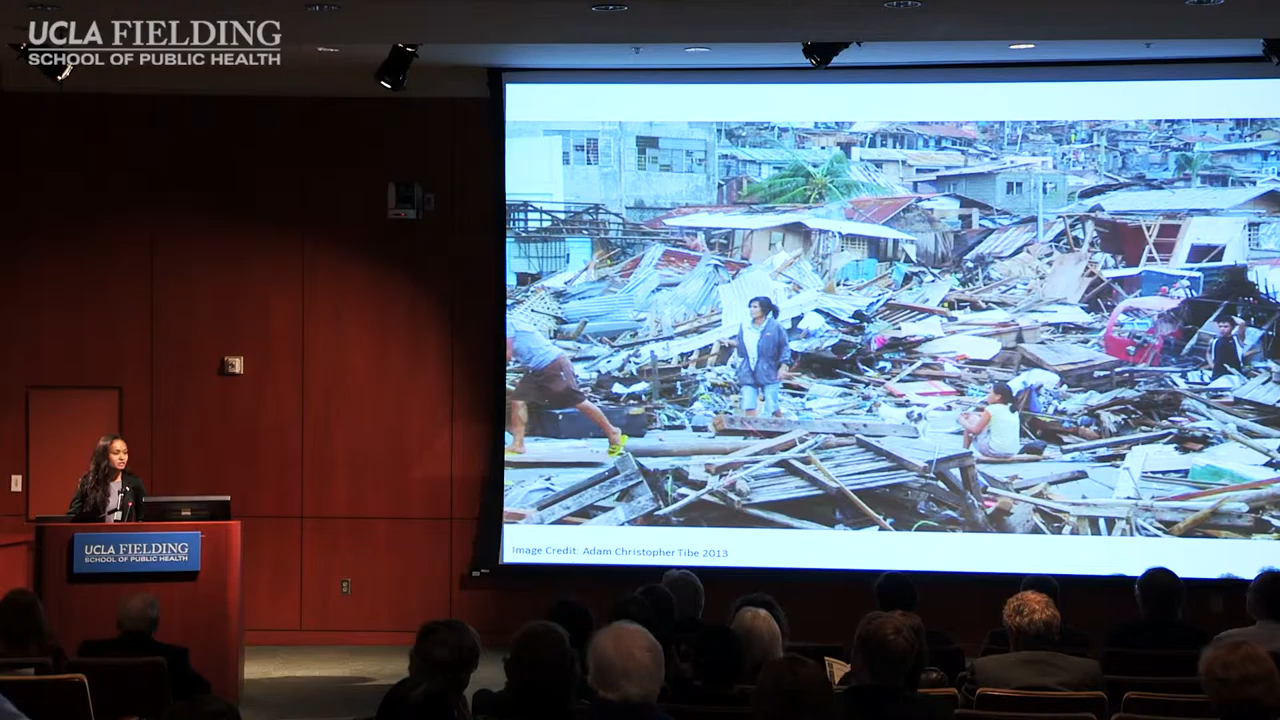 UCLA FIELDING
SCHOOL OF PUBLIC HEALTH
UCLA FIELDING
SCHOOL OF PUBLIC HEALTH
Image Credit: Adam Christopher Tibe 2013